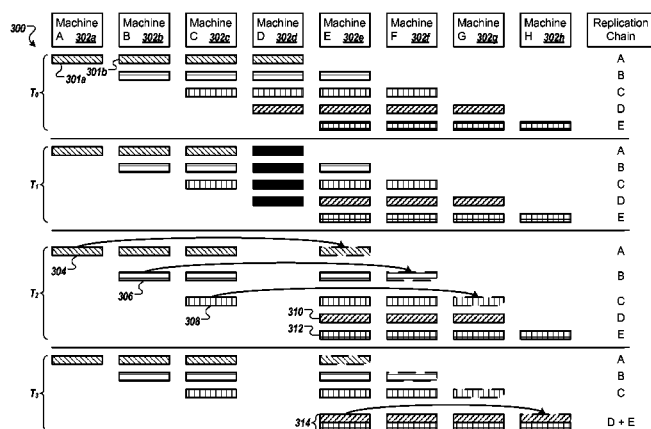 300
Machine A 302a
Machine B 302b
Machine C 302c
Machine D 302d
Machine E 302e
Machine F 302f
Machine G 302g
Machine H 302h
Replication Chain
T0
301a
301b
A
B
C
D
E
T1
A
B
C
D
E
T2
304
306
308
310
312
A
B
C
D
E
T3
314
A
B
C
D + E